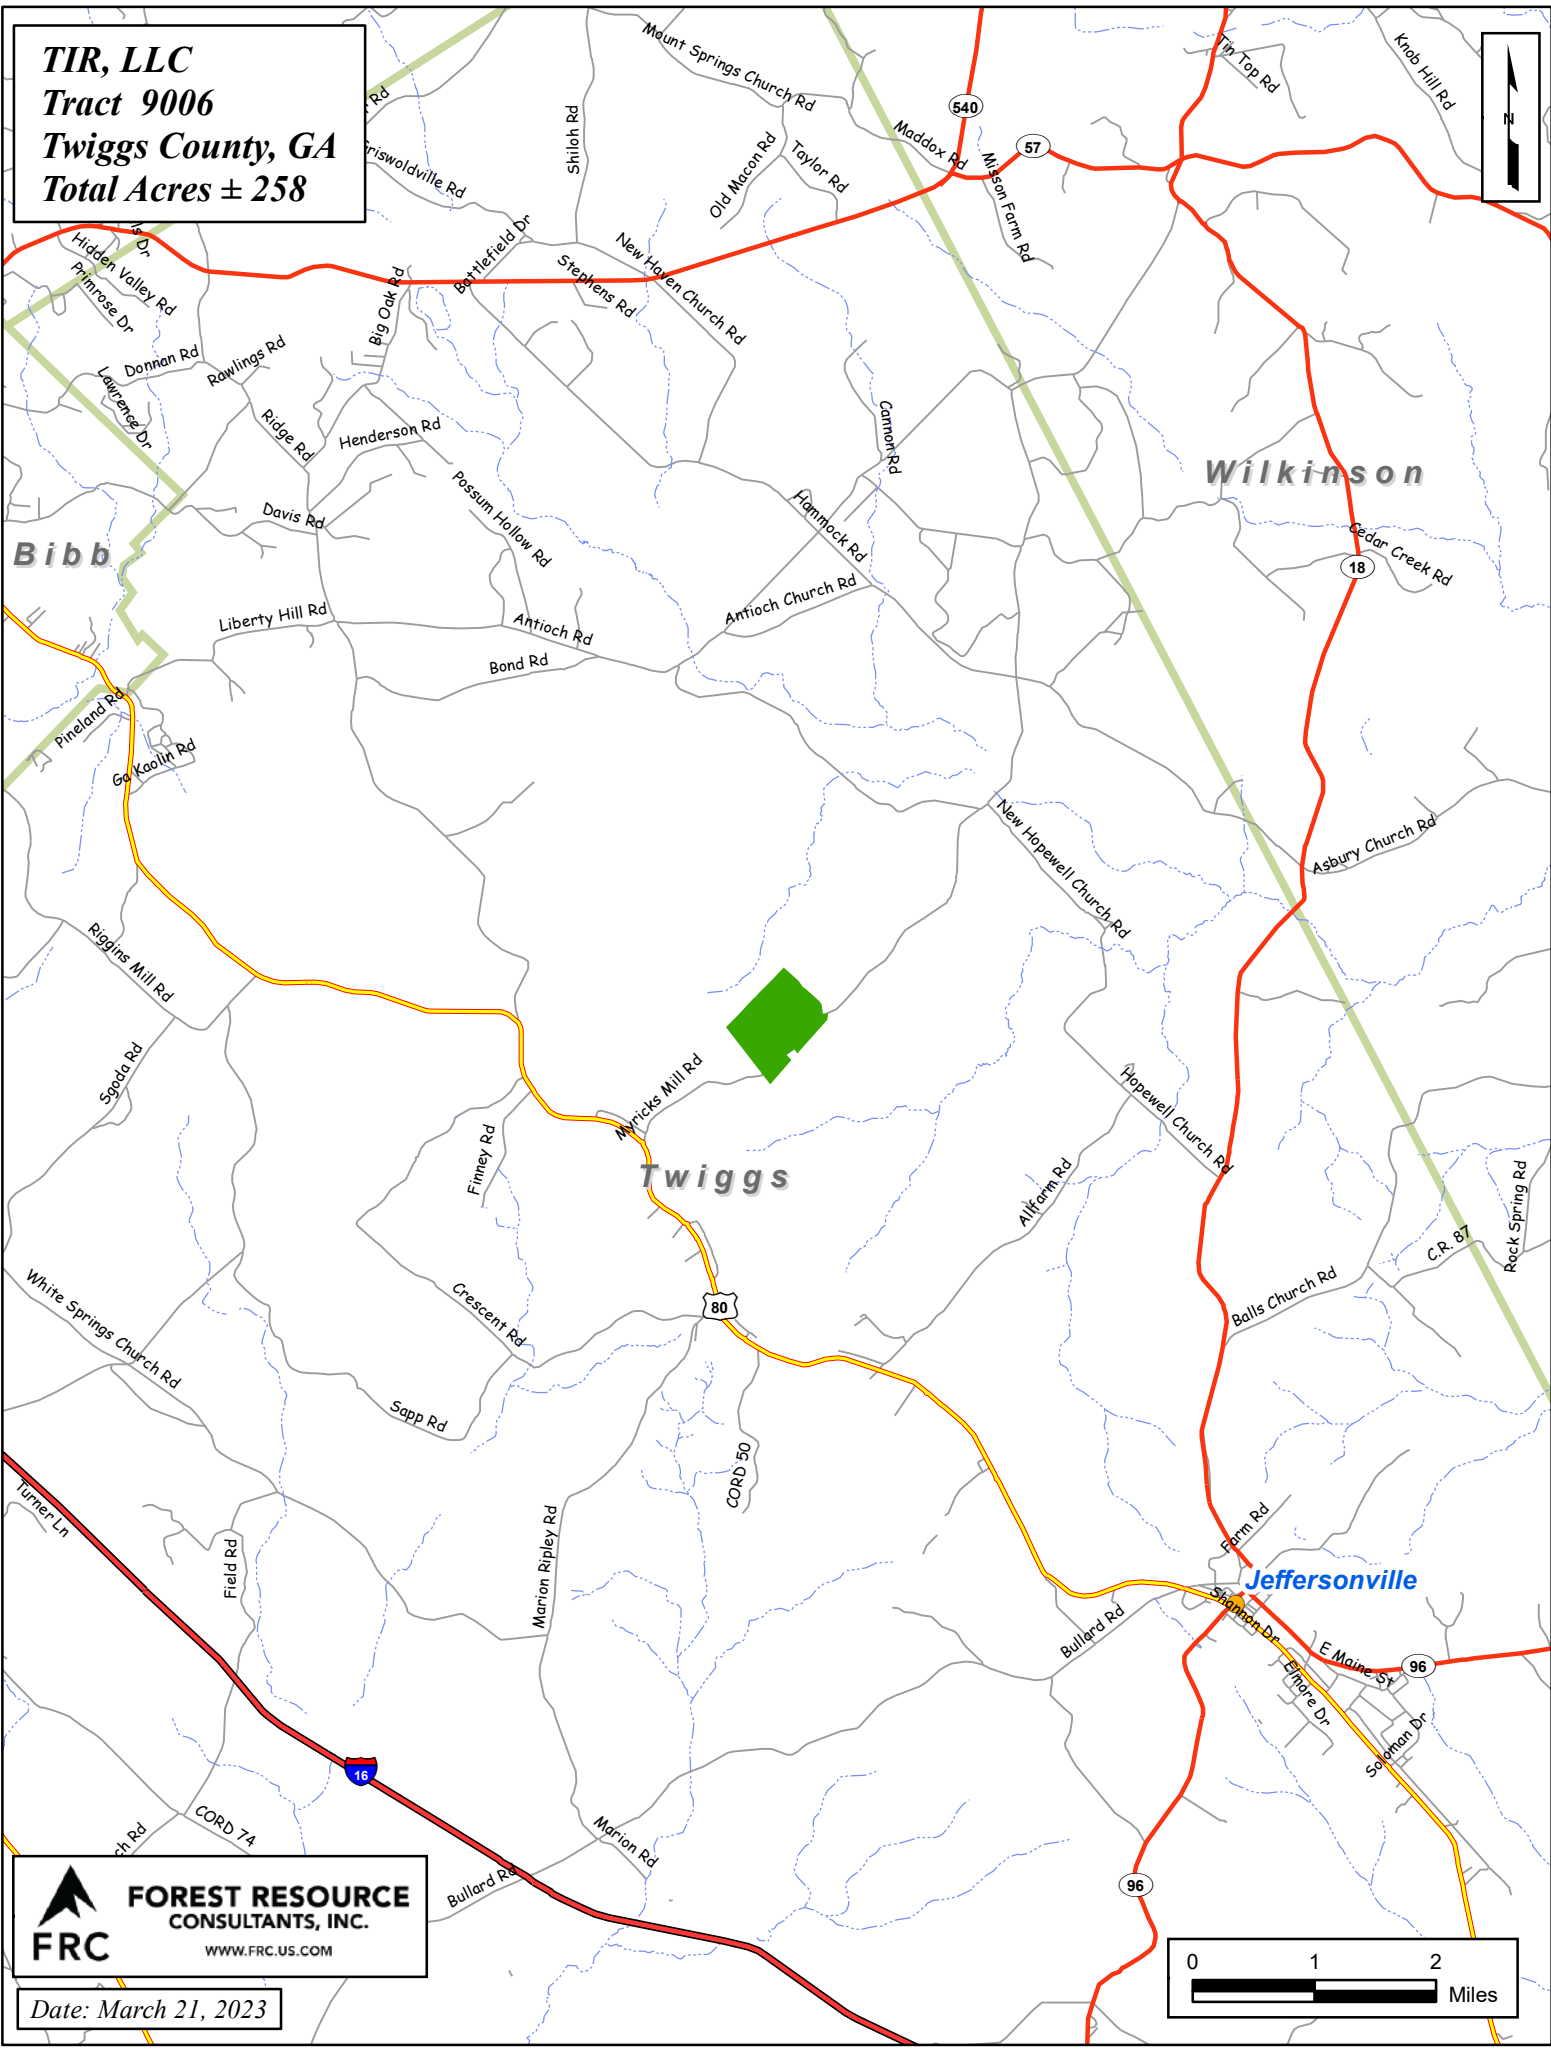 TIR, LLC
Tract 9006
Twiggs County, GA
Total Acres ± 258
N
Mount Springs Church Rd
Tin Top Rd
Knob Hill Rd
Shiloh Rd
540
57
Maddox Rd
Old Macon Rd
Taylor Rd
Misson Farm Rd
Rd
Griswoldville Rd
Hidden Valley Rd
Primrose Dr
Dr
Battlefield Dr
Stephens Rd
New Haven Church Rd
Big Oak Rd
Donnan Rd
Rawlings Rd
Lawrence Dr
Ridge Rd
Henderson Rd
Cannon Rd
Possum Hollow Rd
Davis Rd
Hammock Rd
Wilkinson
Cedar Creek Rd
18
Bibb
Liberty Hill Rd
Antioch Rd
Antioch Church Rd
Bond Rd
Pineland Rd
Ga Kaolin Rd
New Hopewell Church Rd
Asbury Church Rd
Riggins Mill Rd
Sgoda Rd
Myricks Mill Rd
Finney Rd
Twiggs
Hopewell Church Rd
Allfarm Rd
Rock Spring Rd
C.R. 87
Balls Church Rd
White Springs Church Rd
Crescent Rd
80
Sapp Rd
CORD 50
Turner Ln
Field Rd
Marion Ripley Rd
Farm Rd
Jeffersonville
Shannon Dr
Bullard Rd
E Maine St
96
Elmore Dr
Soloman Dr
16
CORD 74
ch Rd
Marion Rd
Bullard Rd
96
FRC
FOREST RESOURCE
CONSULTANTS, INC.
WWW.FRC.US.COM
Date: March 21, 2023
0 1 2
Miles